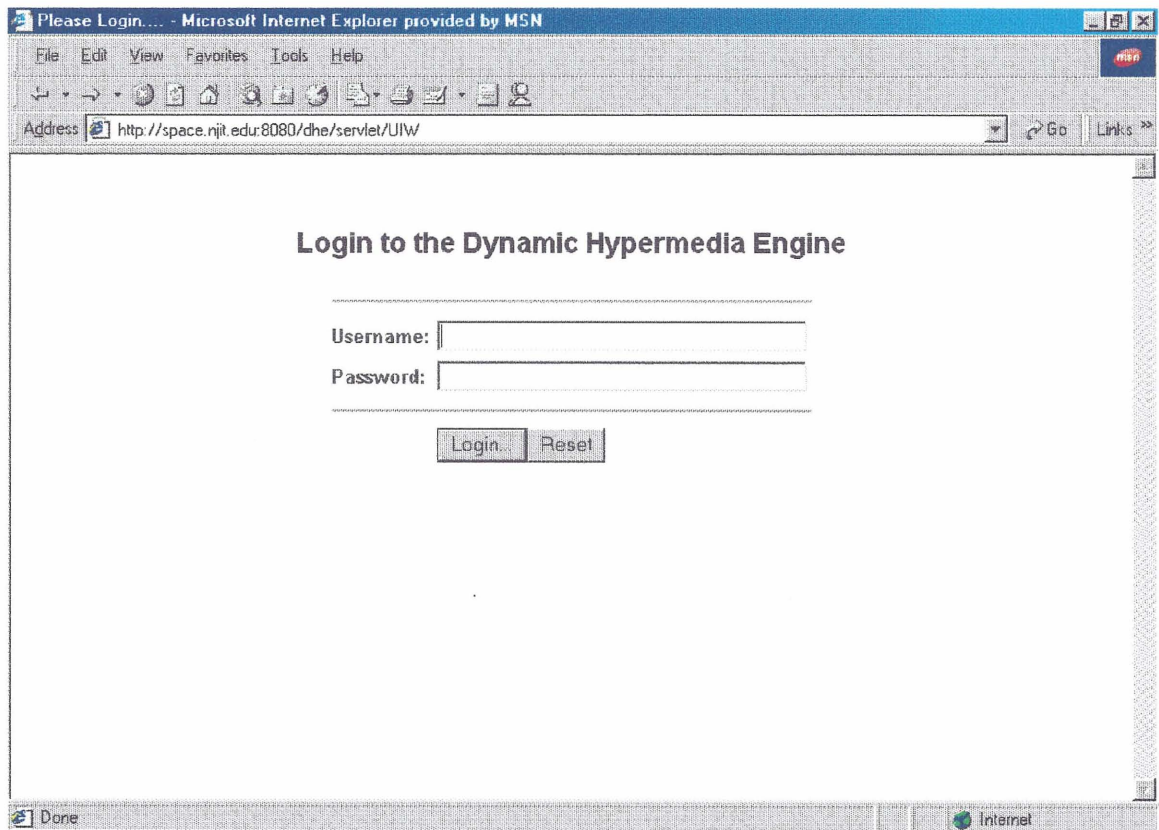 Please Login.... - Microsoft Internet Explorer provided by MSN
File Edit View Favorites Tools Help
msn
Address http://space.njit.edu:8080/dhe/servlet/UIW Go Links »
Login to the Dynamic Hypermedia Engine
Username:
Password:
Login... Reset
Done Internet